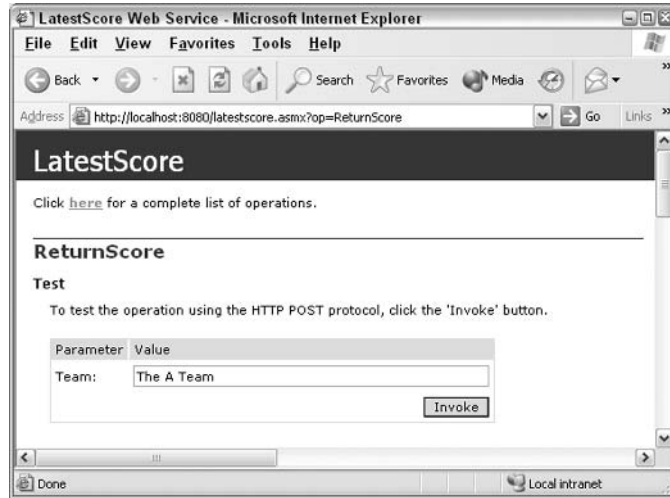 LatestScore Web Service - Microsoft Internet Explorer
File Edit View Favorites Tools Help
Back Search Favorites Media
Address http://localhost:8080/latestscore.asmx?op=ReturnScore Go Links
LatestScore
Click here for a complete list of operations.
ReturnScore
Test
To test the operation using the HTTP POST protocol, click the 'Invoke' button.
Parameter Value
Team: The A Team
Invoke
Done Local intranet